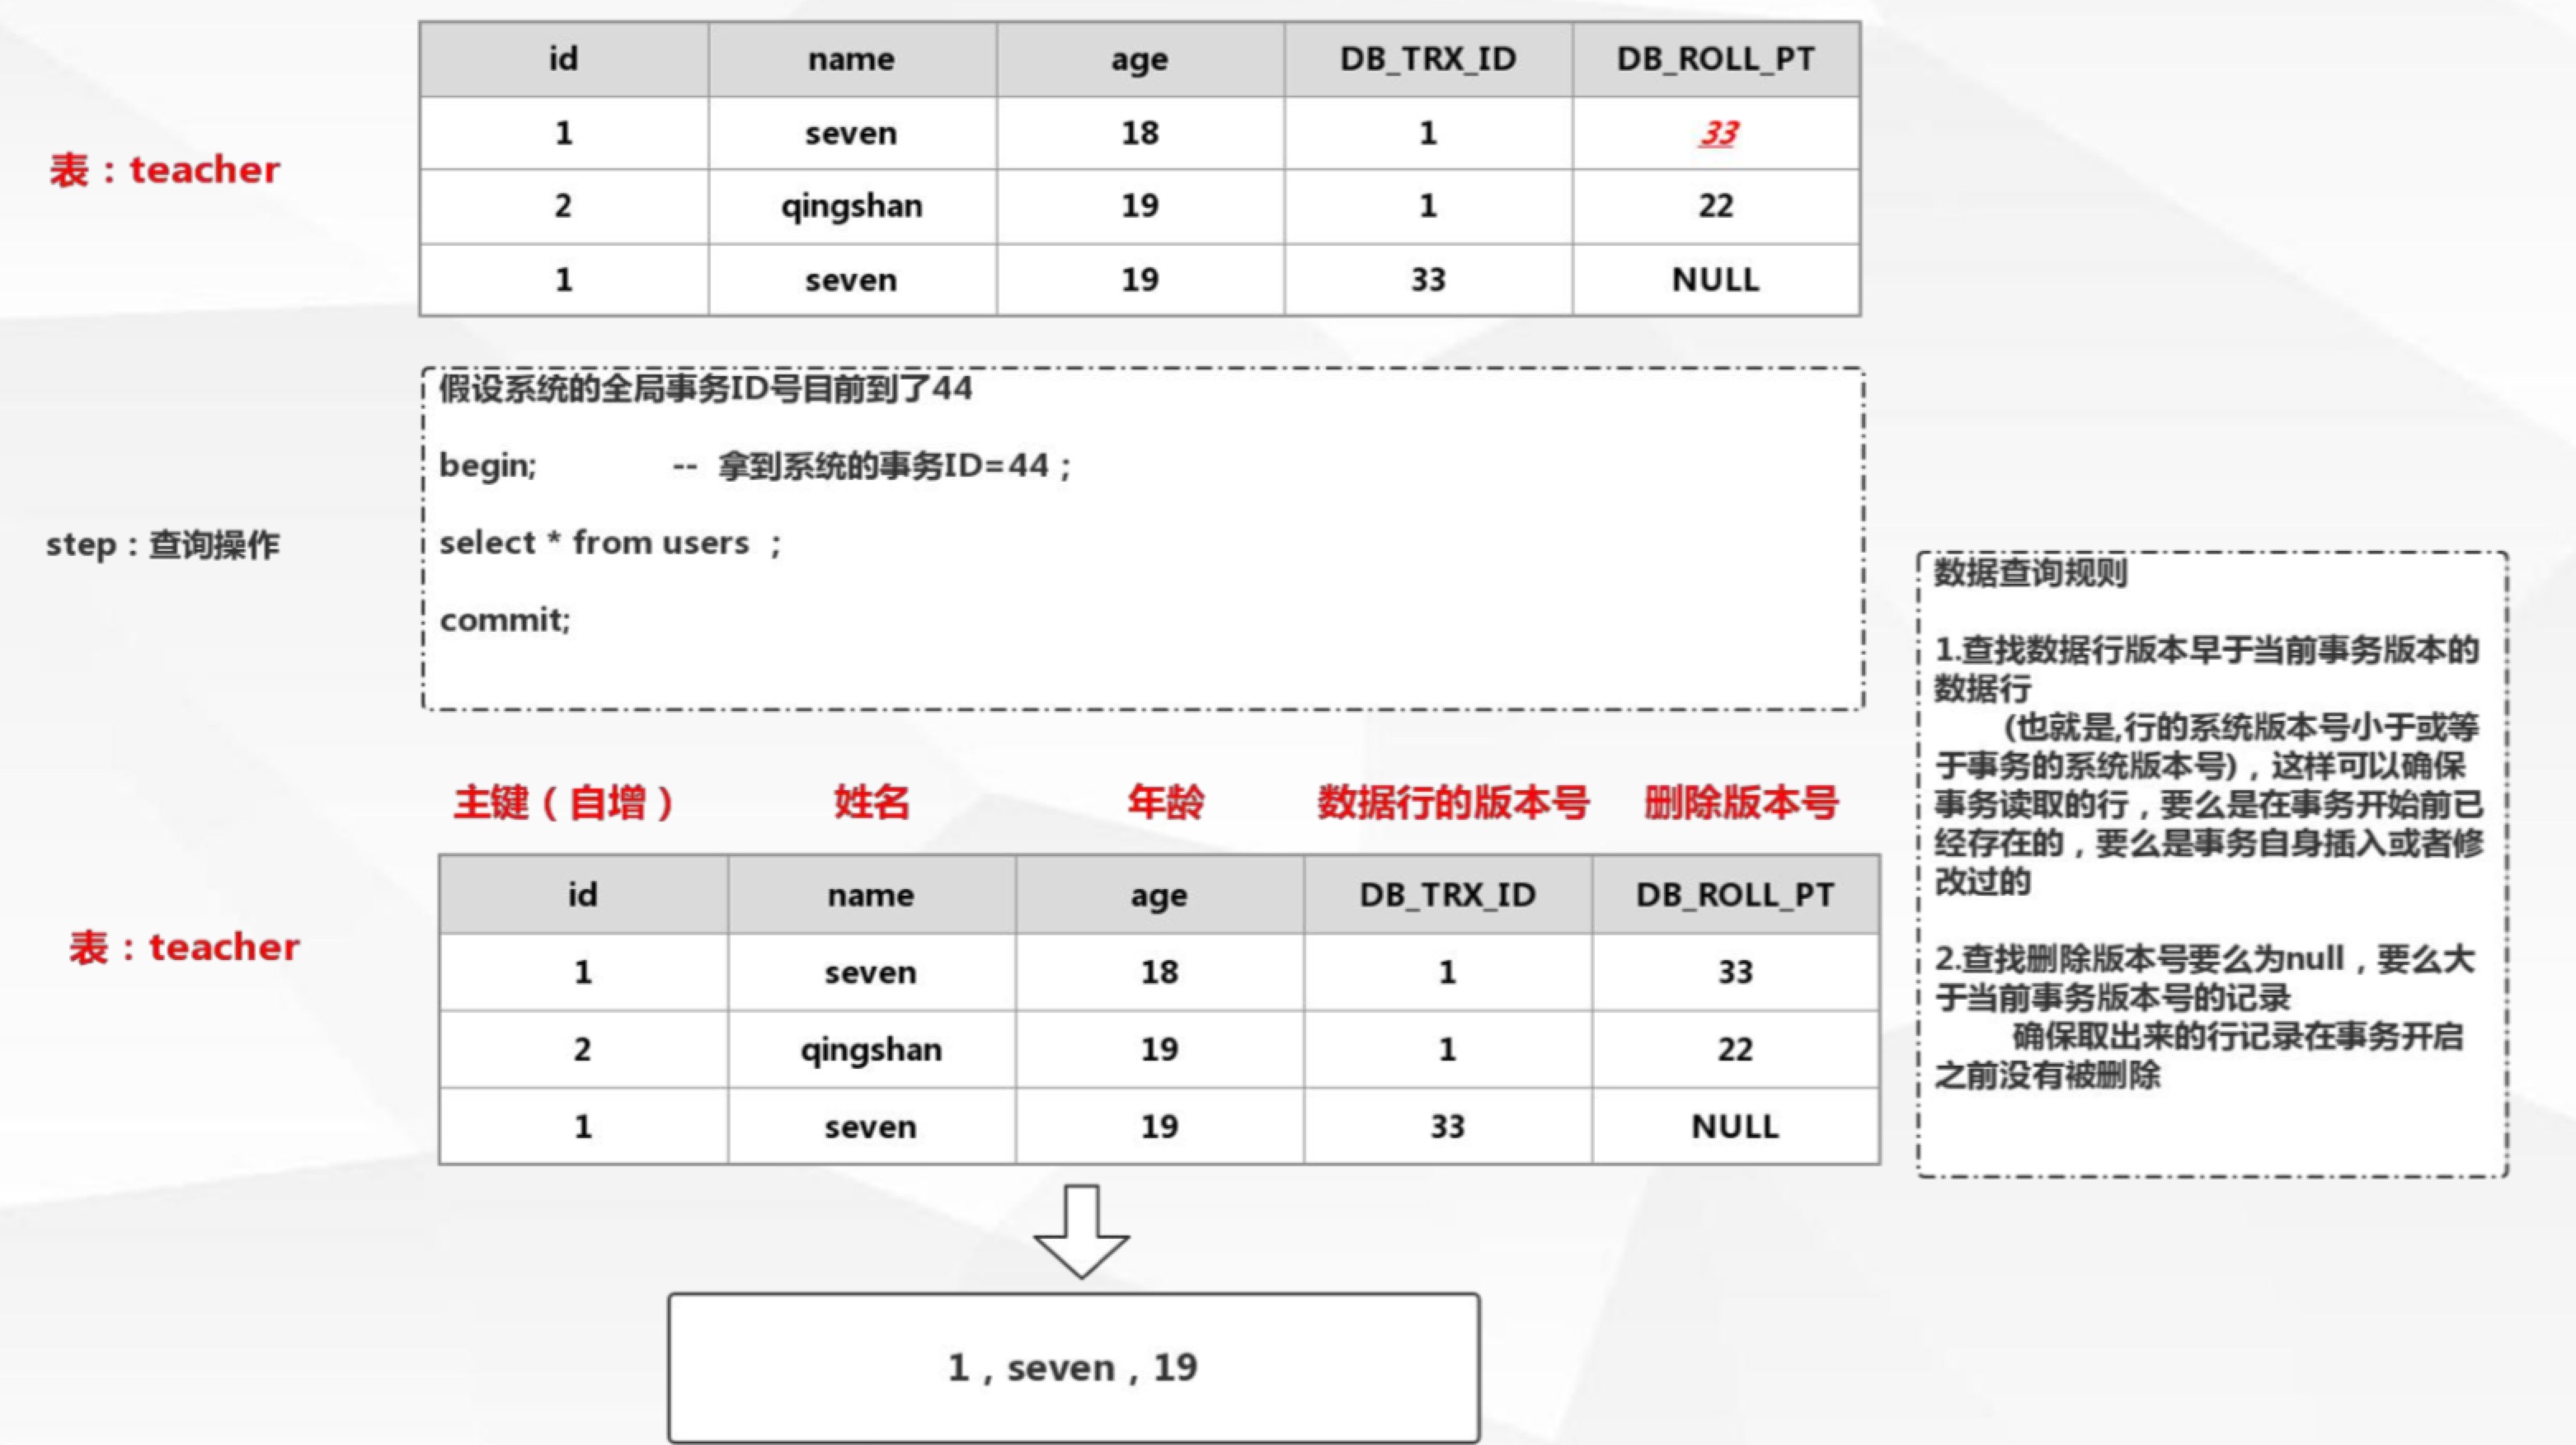 id name age DB_TRX_ID DB_ROLL_PT
1 seven 18 1 33
表：teacher
2 qingshan 19 1 22
1 seven 19 33 NULL
假设系统的全局事务ID号目前到了44
begin; -- 拿到系统的事务ID=44；
step：查询操作
select * from users ；
commit;
数据查询规则
1.查找数据行版本早于当前事务版本的
数据行
(也就是,行的系统版本号小于或等
于事务的系统版本号)，这样可以确保
事务读取的行，要么是在事务开始前已
经存在的，要么是事务自身插入或者修
改过的
2.查找删除版本号要么为null，要么大
于当前事务版本号的记录
确保取出来的行记录在事务开启
之前没有被删除
主键（自增） 姓名 年龄 数据行的版本号 删除版本号
id name age DB_TRX_ID DB_ROLL_PT
表：teacher
1 seven 18 1 33
2 qingshan 19 1 22
1 seven 19 33 NULL
1，seven，19